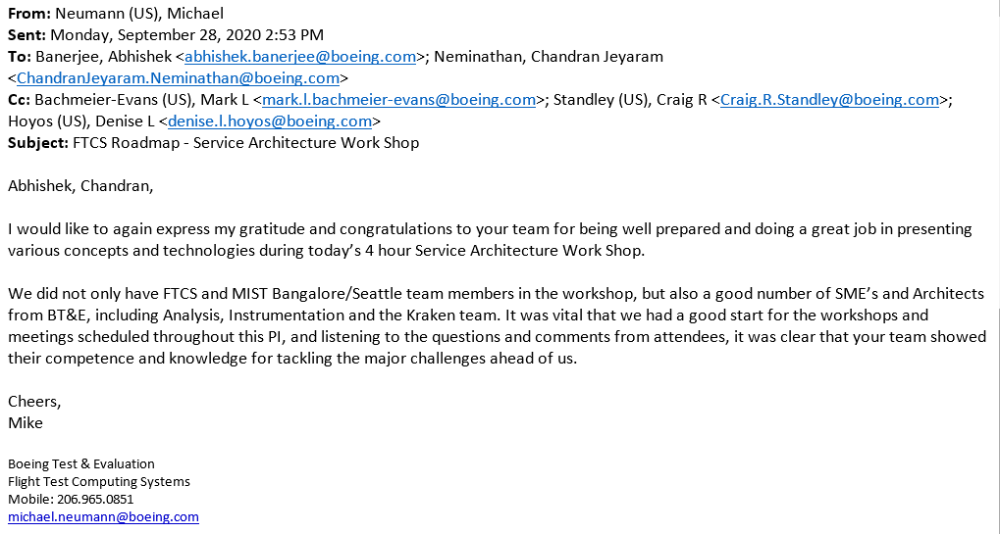 From: Neumann (US), Michael
Sent: Monday, September 28, 2020 2:53 PM
To: Banerjee, Abhishek <abhishek.banerjee@boeing.com>; Neminathan, Chandran Jeyaram
<ChandranJeyaram.Neminathan@boeing.com>
Cc: Bachmeier-Evans (US), Mark L <mark.l.bachmeier-evans@boeing.com>; Standley (US), Craig R <Craig.R.Standley@boeing.com>;
Hoyos (US), Denise L <denise.l.hoyos@boeing.com>
Subject: FTCS Roadmap - Service Architecture Work Shop
Abhishek, Chandran,
I would like to again express my gratitude and congratulations to your team for being well prepared and doing a great job in presenting
various concepts and technologies during today's 4 hour Service Architecture Work Shop.
We did not only have FTCS and MIST Bangalore/Seattle team members in the workshop, but also a good number of SME's and Architects
from BT&E, including Analysis, Instrumentation and the Kraken team. It was vital that we had a good start for the workshops and
meetings scheduled throughout this PI, and listening to the questions and comments from attendees, it was clear that your team showed
their competence and knowledge for tackling the major challenges ahead of us.
Cheers,
Mike
Boeing Test & Evaluation
Flight Test Computing Systems
Mobile: 206.965.0851
michael.neumann@boeing.com